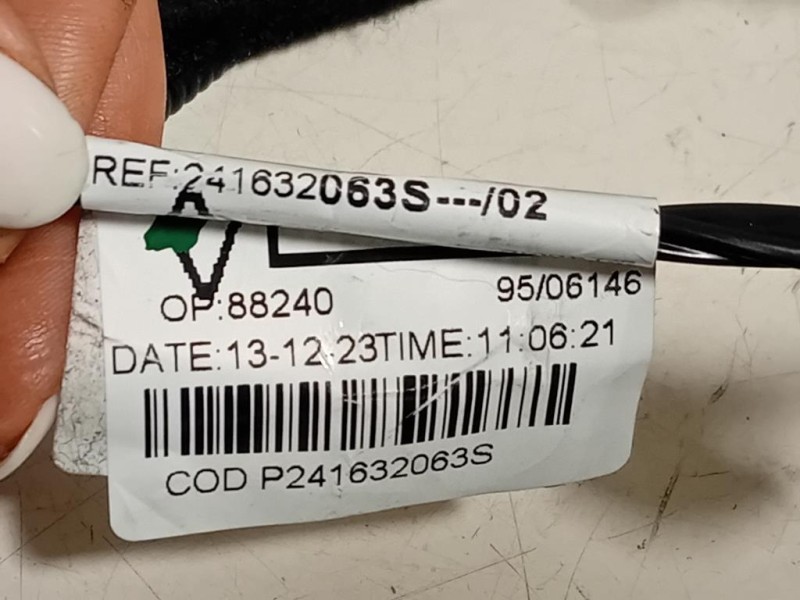 REF:241632063S---/02
OP:88240 95/06146
DATE:13-12-23TIME:11:06:21
COD P241632063S